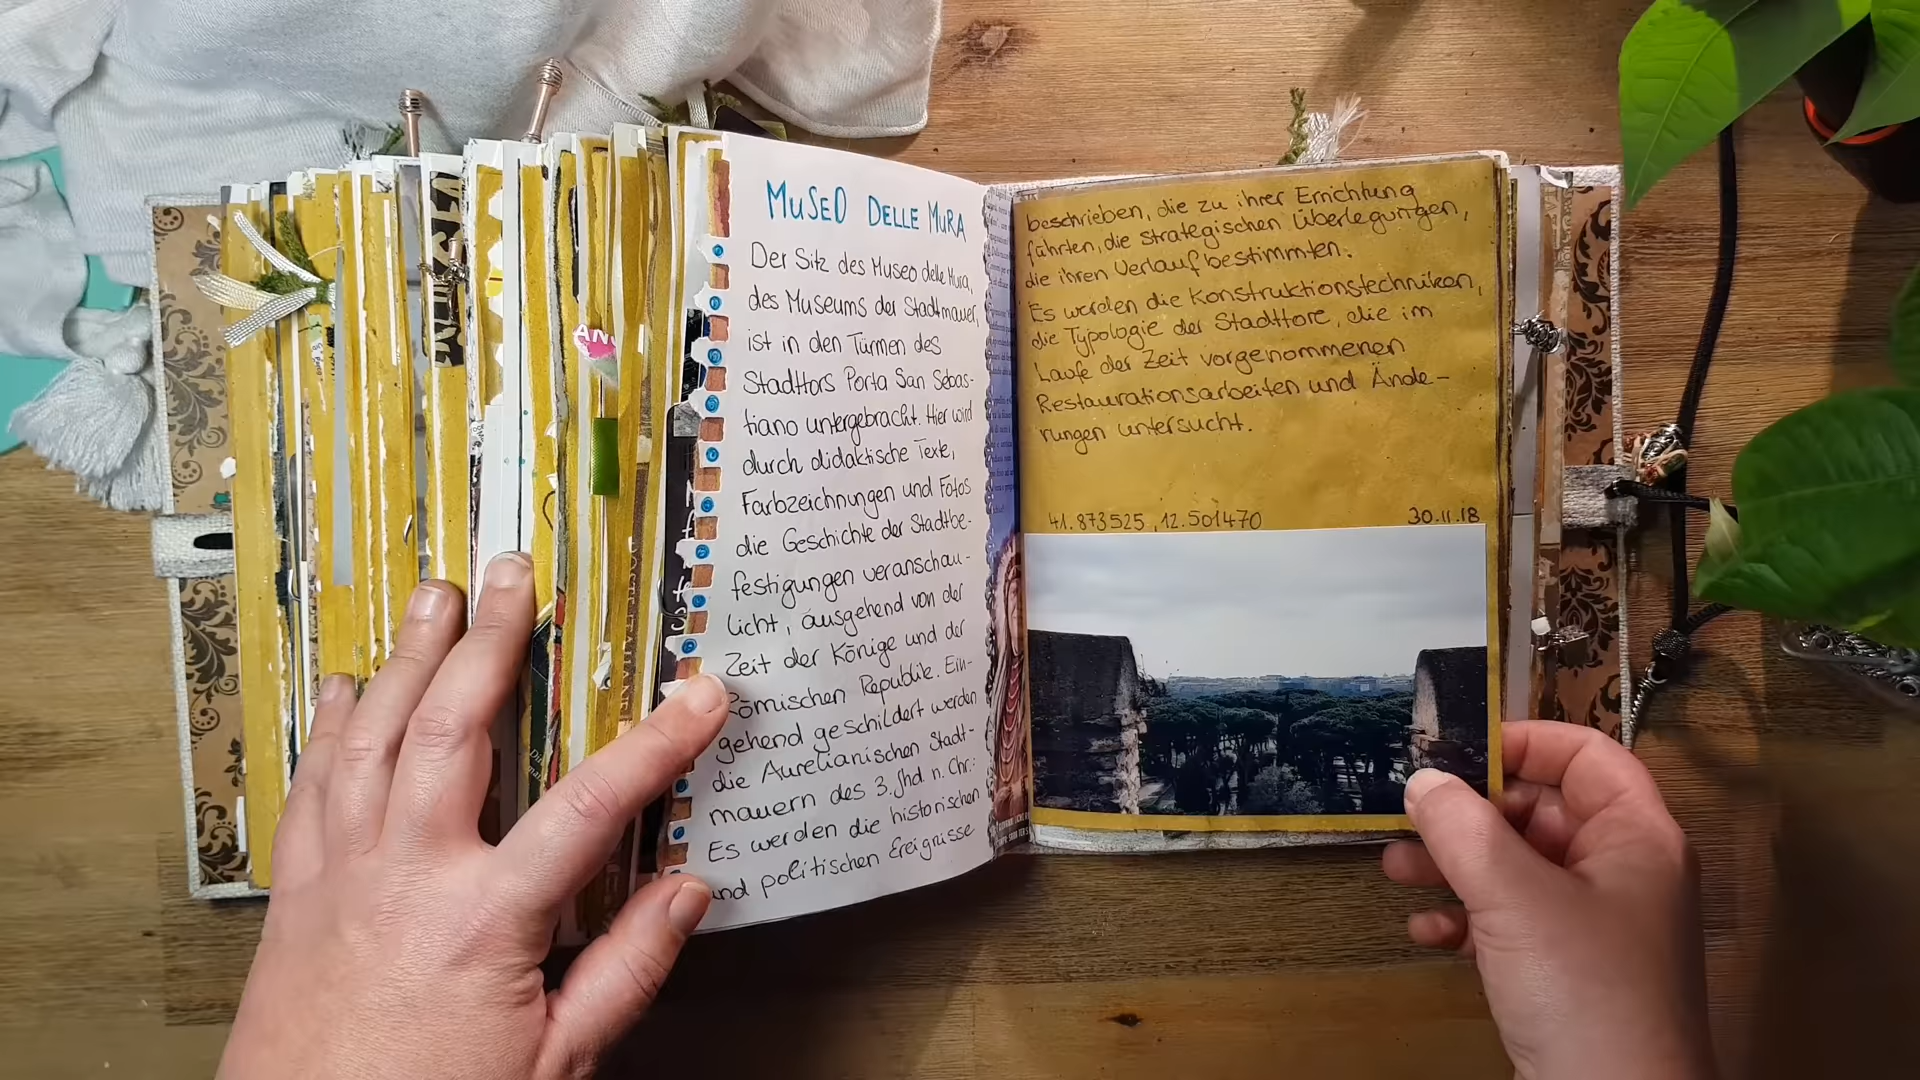 MUSEO DELLE MURA
Der Sitz des Museo delle Mura,
des Museums der Stadtmauer,
ist in den Türmen des
Stadttors Porta San Sebas-
tiano untergebracht. Hier wird
durch didaktische Texte,
Farbzeichnungen und Fotos
die Geschichte der Stadtbe-
festigungen veranschau-
licht, ausgehend von der
Zeit der Könige und der
Römischen Republik. Ein-
gehend geschildert werden
die Aurelianischen Stadt-
mauern des 3. Jhd. n. Chr.:
Es werden die historischen
und politischen Ereignisse
beschrieben, die zu ihrer Errichtung
führten, die strategischen Überlegungen,
die ihren Verlauf bestimmten.
Es werden die Konstruktionstechniken,
die Typologie der Stadttore, die im
Laufe der Zeit vorgenommenen
Restaurationsarbeiten und Ände-
rungen untersucht.
41.873525, 12.501470
30.11.18